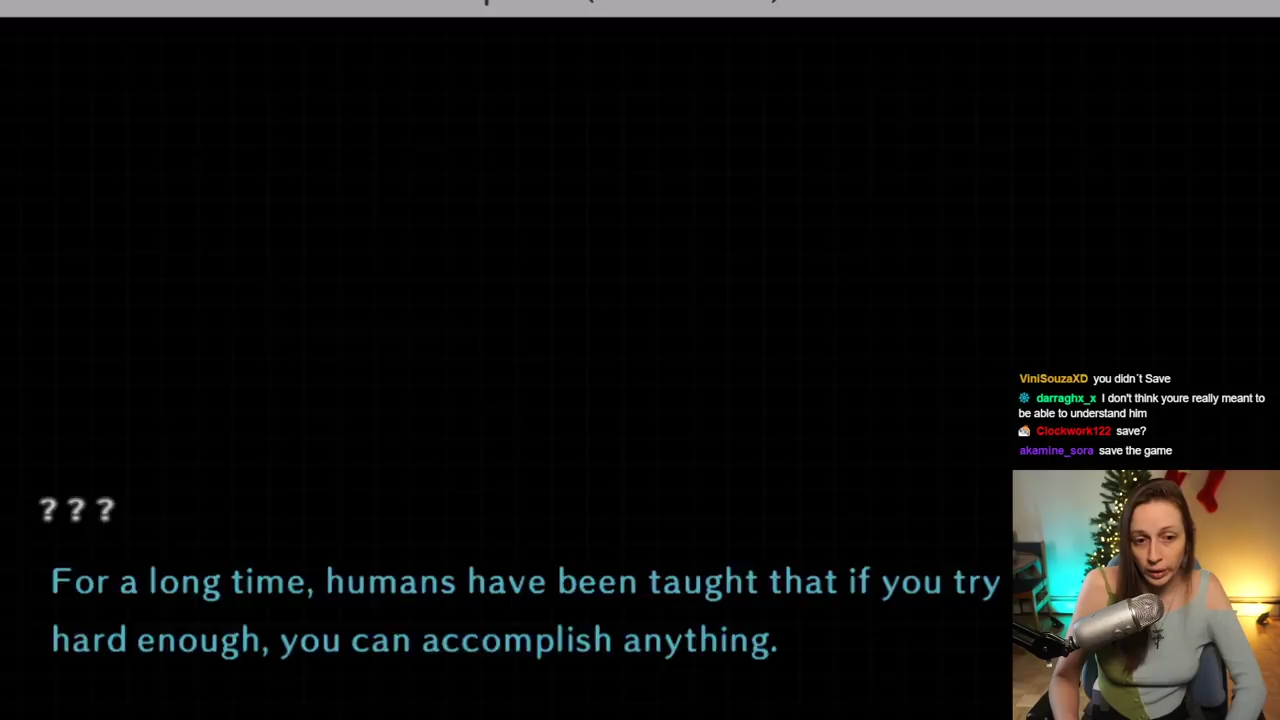 ViniSouzaXD you didn´t Save
darraghx_x I don't think youre really meant to
be able to understand him
Clockwork122 save?
akamine_sora save the game
? ? ?
For a long time, humans have been taught that if you try
hard enough, you can accomplish anything.